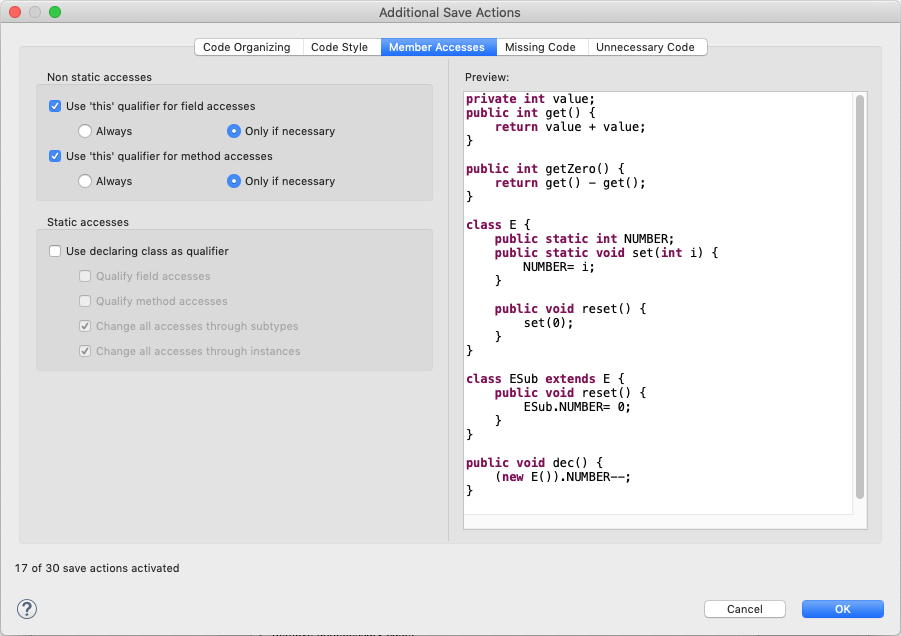 Additional Save Actions
Code Organizing Code Style Member Accesses Missing Code Unnecessary Code
Non static accesses
Use 'this' qualifier for field accesses
Always Only if necessary
Use 'this' qualifier for method accesses
Always Only if necessary
Static accesses
Use declaring class as qualifier
Qualify field accesses
Qualify method accesses
Change all accesses through subtypes
Change all accesses through instances
Preview:
private int value;
public int get() {
    return value + value;
}
public int getZero() {
    return get() - get();
}
class E {
    public static int NUMBER;
    public static void set(int i) {
        NUMBER= i;
    }
    public void reset() {
        set(0);
    }
}
class ESub extends E {
    public void reset() {
        ESub.NUMBER= 0;
    }
}
public void dec() {
    (new E()).NUMBER--;
}
17 of 30 save actions activated
?
Cancel OK